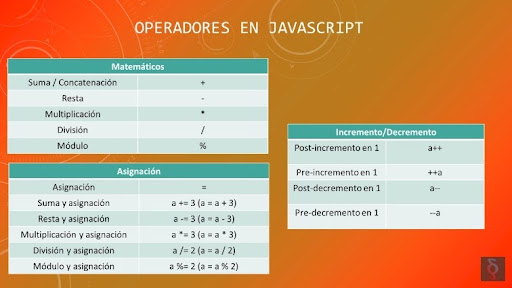 OPERADORES EN JAVASCRIPT
Matemáticos
Suma / Concatenación +
Resta -
Multiplicación *
División /
Módulo %
Asignación
Asignación =
Suma y asignación a += 3 (a = a + 3)
Resta y asignación a -= 3 (a = a - 3)
Multiplicación y asignación a *= 3 (a = a * 3)
División y asignación a /= 2 (a = a / 2)
Módulo y asignación a %= 2 (a = a % 2)
Incremento/Decremento
Post-incremento en 1 a++
Pre-incremento en 1 ++a
Post-decremento en 1 a--
Pre-decremento en 1 --a